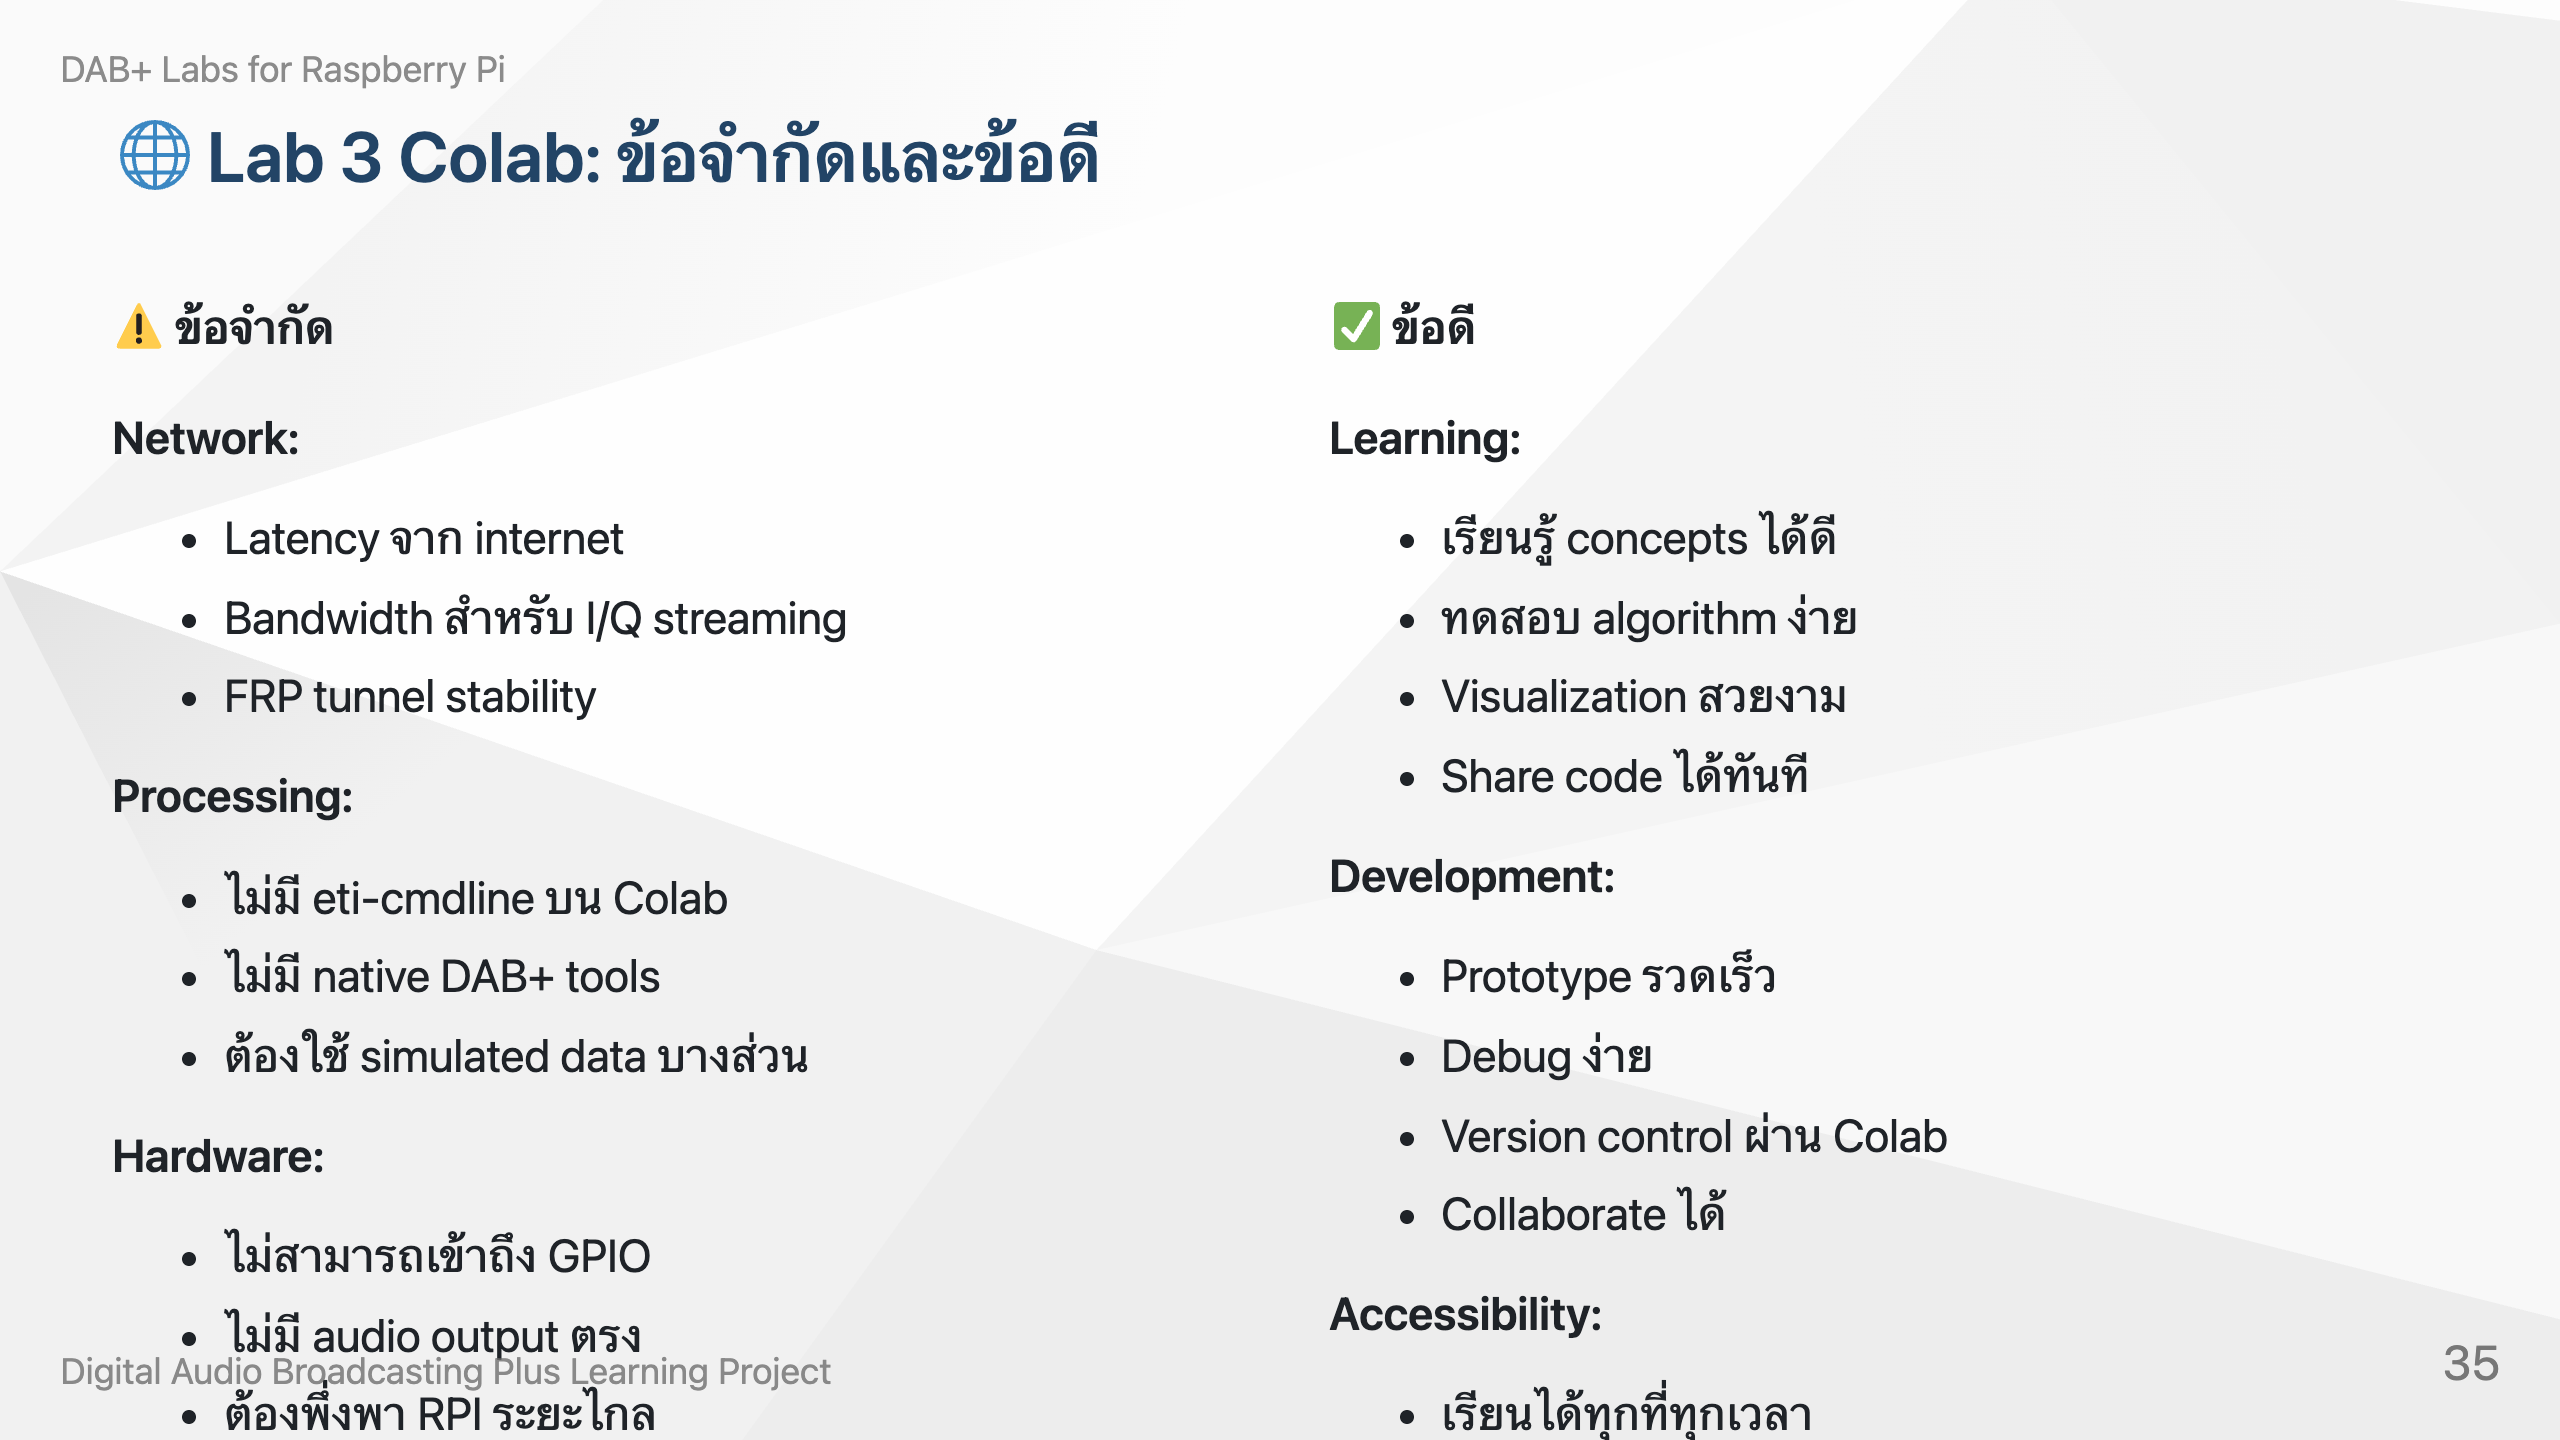 DAB+ Labs for Raspberry Pi
🌐 Lab 3 Colab: ข้อจำกัดและข้อดี
⚠️ ข้อจำกัด
Network:
• Latency จาก internet
• Bandwidth สำหรับ I/Q streaming
• FRP tunnel stability
Processing:
• ไม่มี eti-cmdline บน Colab
• ไม่มี native DAB+ tools
• ต้องใช้ simulated data บางส่วน
Hardware:
• ไม่สามารถเข้าถึง GPIO
• ไม่มี audio output ตรง
• ต้องพึ่งพา RPI ระยะไกล
✅ ข้อดี
Learning:
• เรียนรู้ concepts ได้ดี
• ทดสอบ algorithm ง่าย
• Visualization สวยงาม
• Share code ได้ทันที
Development:
• Prototype รวดเร็ว
• Debug ง่าย
• Version control ผ่าน Colab
• Collaborate ได้
Accessibility:
• เรียนได้ทุกที่ทุกเวลา
Digital Audio Broadcasting Plus Learning Project
35